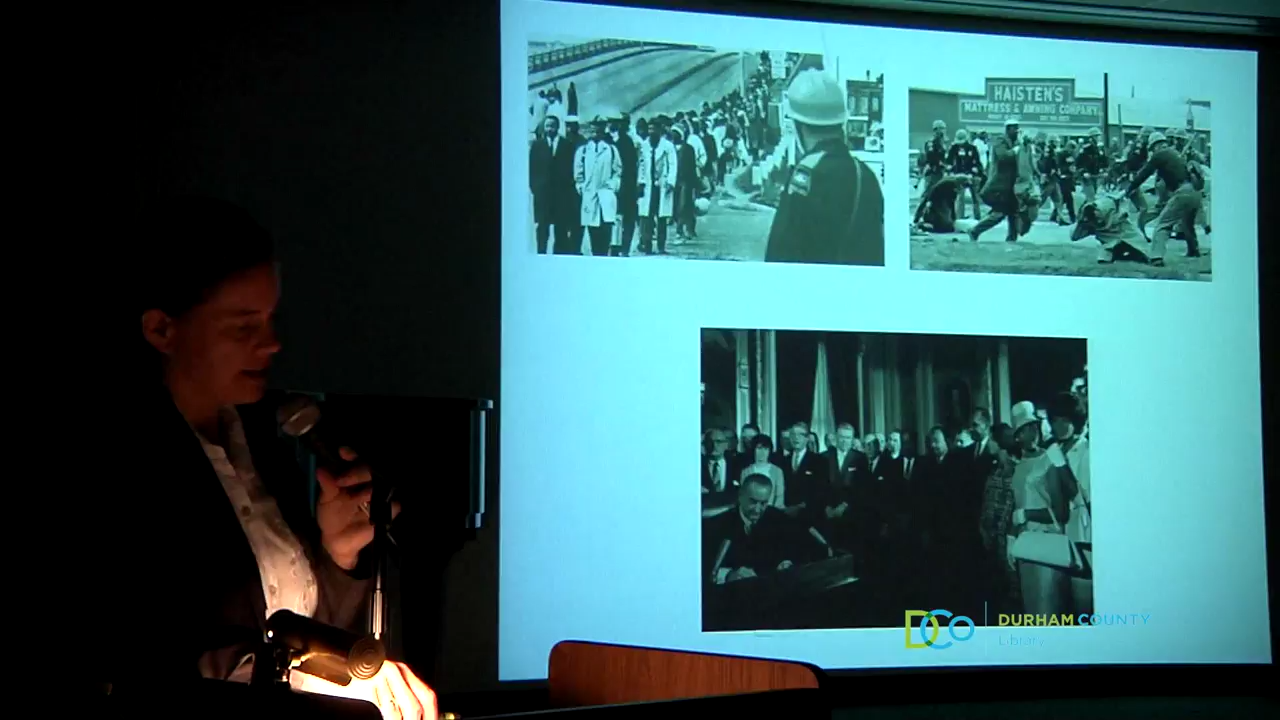 HAISTEN'S
MATTRESS & AWNING COMPANY
DCo
DURHAM COUNTY
Library